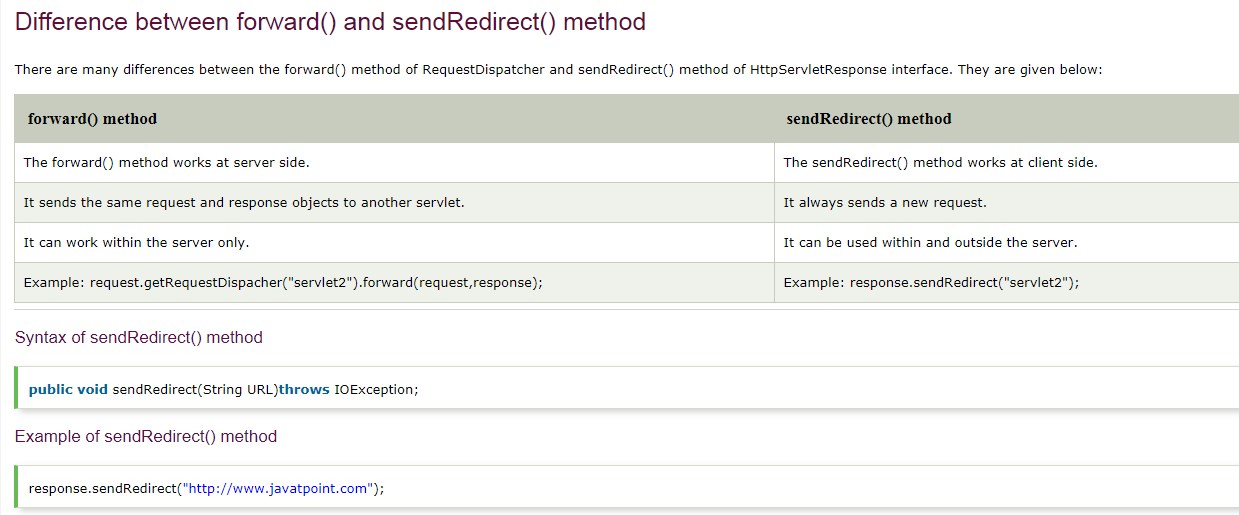 Difference between forward() and sendRedirect() method
There are many differences between the forward() method of RequestDispatcher and sendRedirect() method of HttpServletResponse interface. They are given below:
forward() method
sendRedirect() method
The forward() method works at server side.
The sendRedirect() method works at client side.
It sends the same request and response objects to another servlet.
It always sends a new request.
It can work within the server only.
It can be used within and outside the server.
Example: request.getRequestDispacher("servlet2").forward(request,response);
Example: response.sendRedirect("servlet2");
Syntax of sendRedirect() method
public void sendRedirect(String URL)throws IOException;
Example of sendRedirect() method
response.sendRedirect("http://www.javatpoint.com");